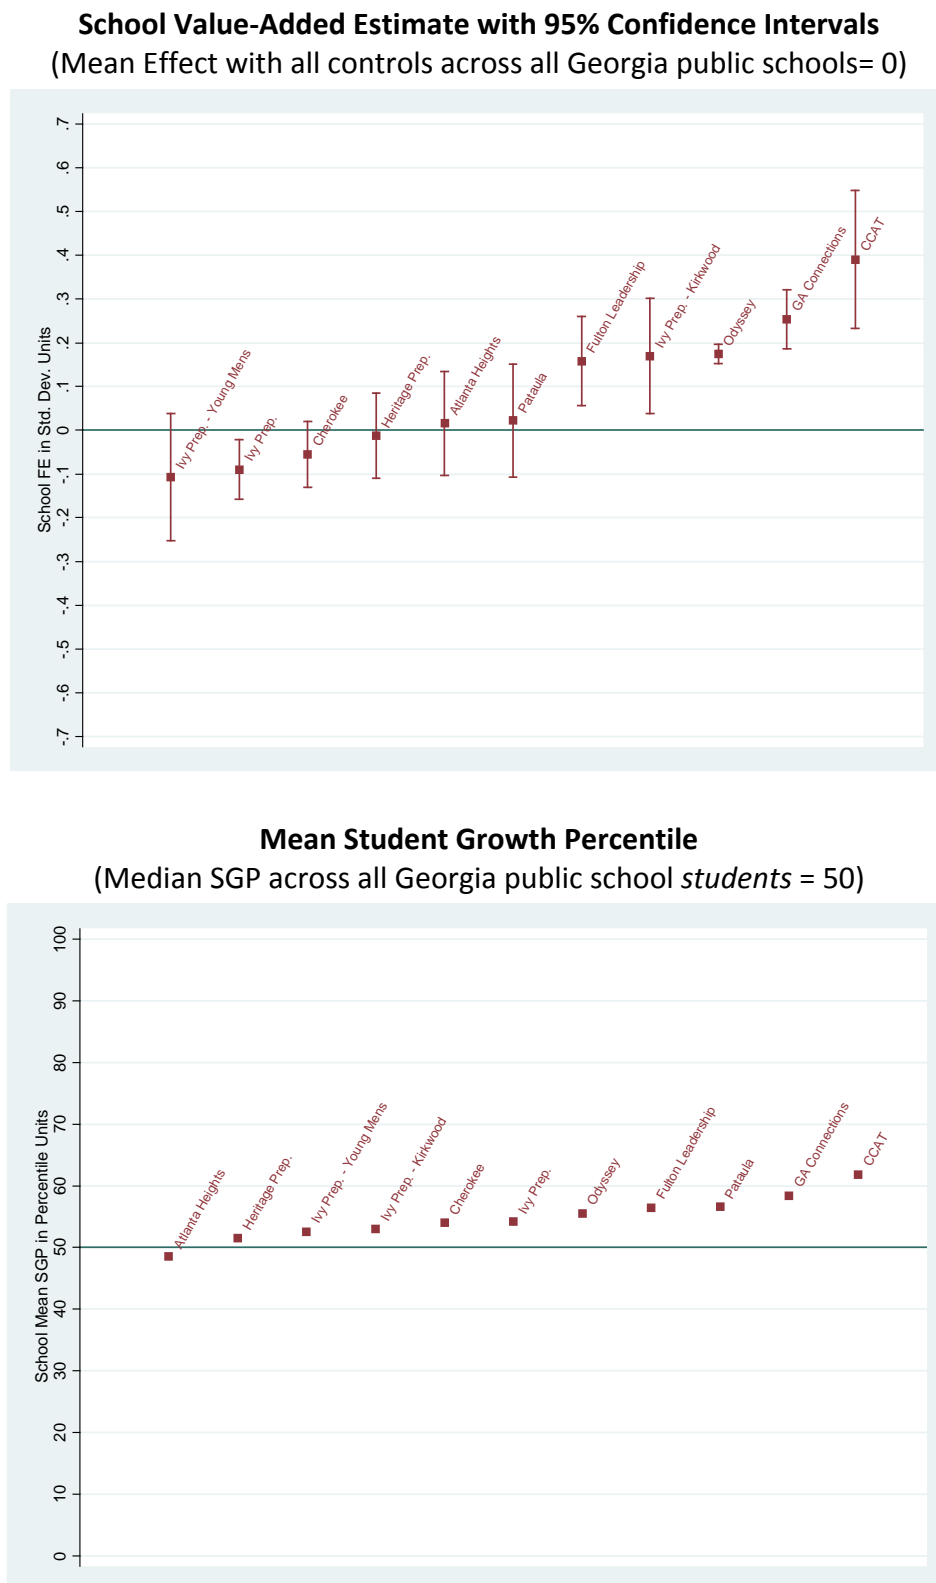 School Value-Added Estimate with 95% Confidence Intervals
(Mean Effect with all controls across all Georgia public schools= 0)
School FE in Std. Dev. Units
.7
.6
.5
.4
.3
.2
.1
0
-.1
-.2
-.3
-.4
-.5
-.6
-.7
Ivy Prep. - Young Mens
Ivy Prep.
Cherokee
Heritage Prep.
Atlanta Heights
Pataula
Fulton Leadership
Ivy Prep. - Kirkwood
Odyssey
GA Connections
CCAT
Mean Student Growth Percentile
(Median SGP across all Georgia public school students = 50)
School Mean SGP in Percentile Units
100
90
80
70
60
50
40
30
20
10
0
Atlanta Heights
Heritage Prep.
Ivy Prep. - Young Mens
Ivy Prep. - Kirkwood
Cherokee
Ivy Prep.
Odyssey
Fulton Leadership
Pataula
GA Connections
CCAT